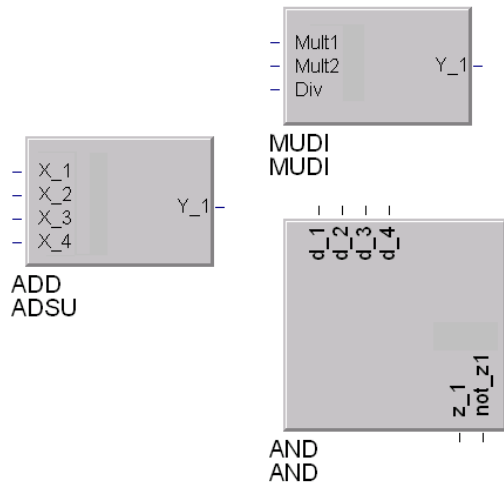 Mult1
Mult2
Div
Y_1
MUDI
MUDI
X_1
X_2
X_3
X_4
Y_1
ADD
ADSU
d_1
d_2
d_3
d_4
z_1
not_z1
AND
AND